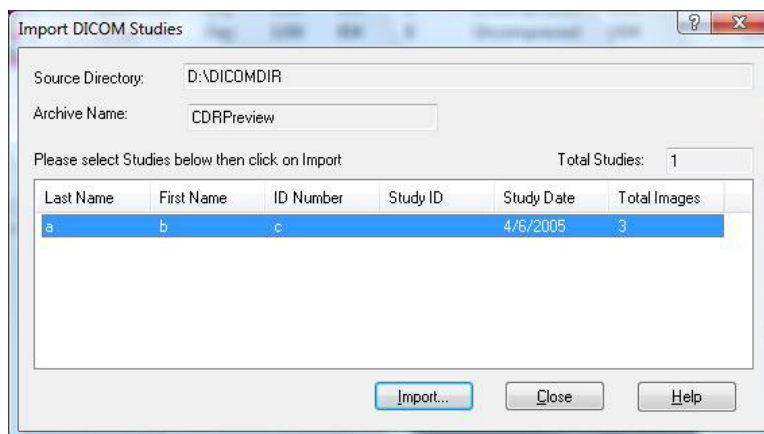 Import DICOM Studies
Source Directory: D:\DICOMDIR
Archive Name: CDRPreview
Please select Studies below then click on Import Total Studies: 1
Last Name First Name ID Number Study ID Study Date Total Images
a b c 4/6/2005 3
Import... Close Help